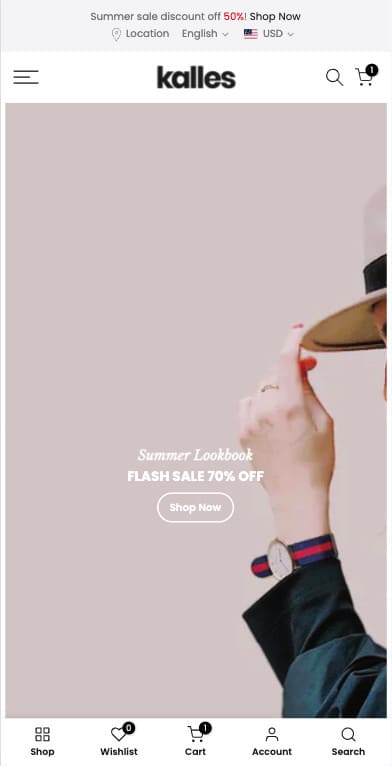 Summer sale discount off 50%! Shop Now
Location English USD
kalles
1
Summer Lookbook
FLASH SALE 70% OFF
Shop Now
0
1
Shop Wishlist Cart Account Search